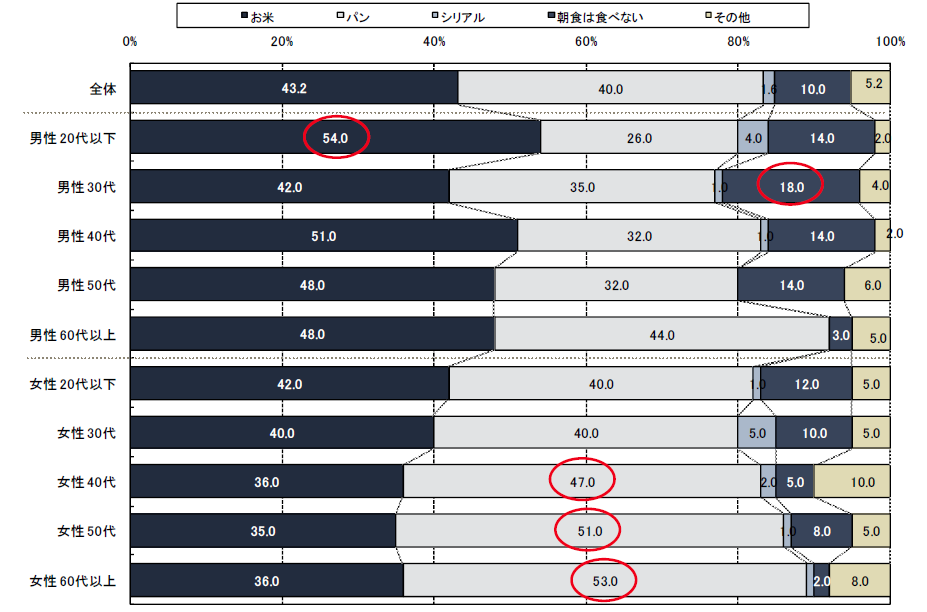 お米 パン シリアル 朝食は食べない その他
0% 20% 40% 60% 80% 100%
全体 43.2 40.0 1.6 10.0 5.2
男性20代以下 54.0 26.0 4.0 14.0 2.0
男性30代 42.0 35.0 1.0 18.0 4.0
男性40代 51.0 32.0 1.0 14.0 2.0
男性50代 48.0 32.0 14.0 6.0
男性60代以上 48.0 44.0 3.0 5.0
女性20代以下 42.0 40.0 1.0 12.0 5.0
女性30代 40.0 40.0 5.0 10.0 5.0
女性40代 36.0 47.0 2.0 5.0 10.0
女性50代 35.0 51.0 1.0 8.0 5.0
女性60代以上 36.0 53.0 2.0 8.0